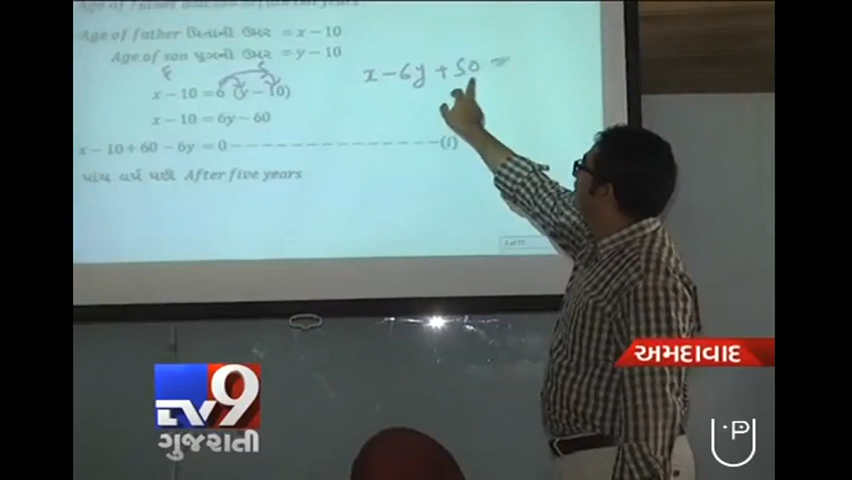 Age of father પિતાની ઉંમર = x − 10
Age of son પુત્રની ઉંમર = y − 10
F S
x − 10 = 6 (y − 10)
x − 6y + 50 =
x − 10 = 6y − 60
x − 10 + 60 − 6y = 0 −−−−−−−−−−−−−−−−−−(i)
પાંચ વર્ષ પછી After five years
અમદાવાદ
TV9
ગુજરાતી
U.P